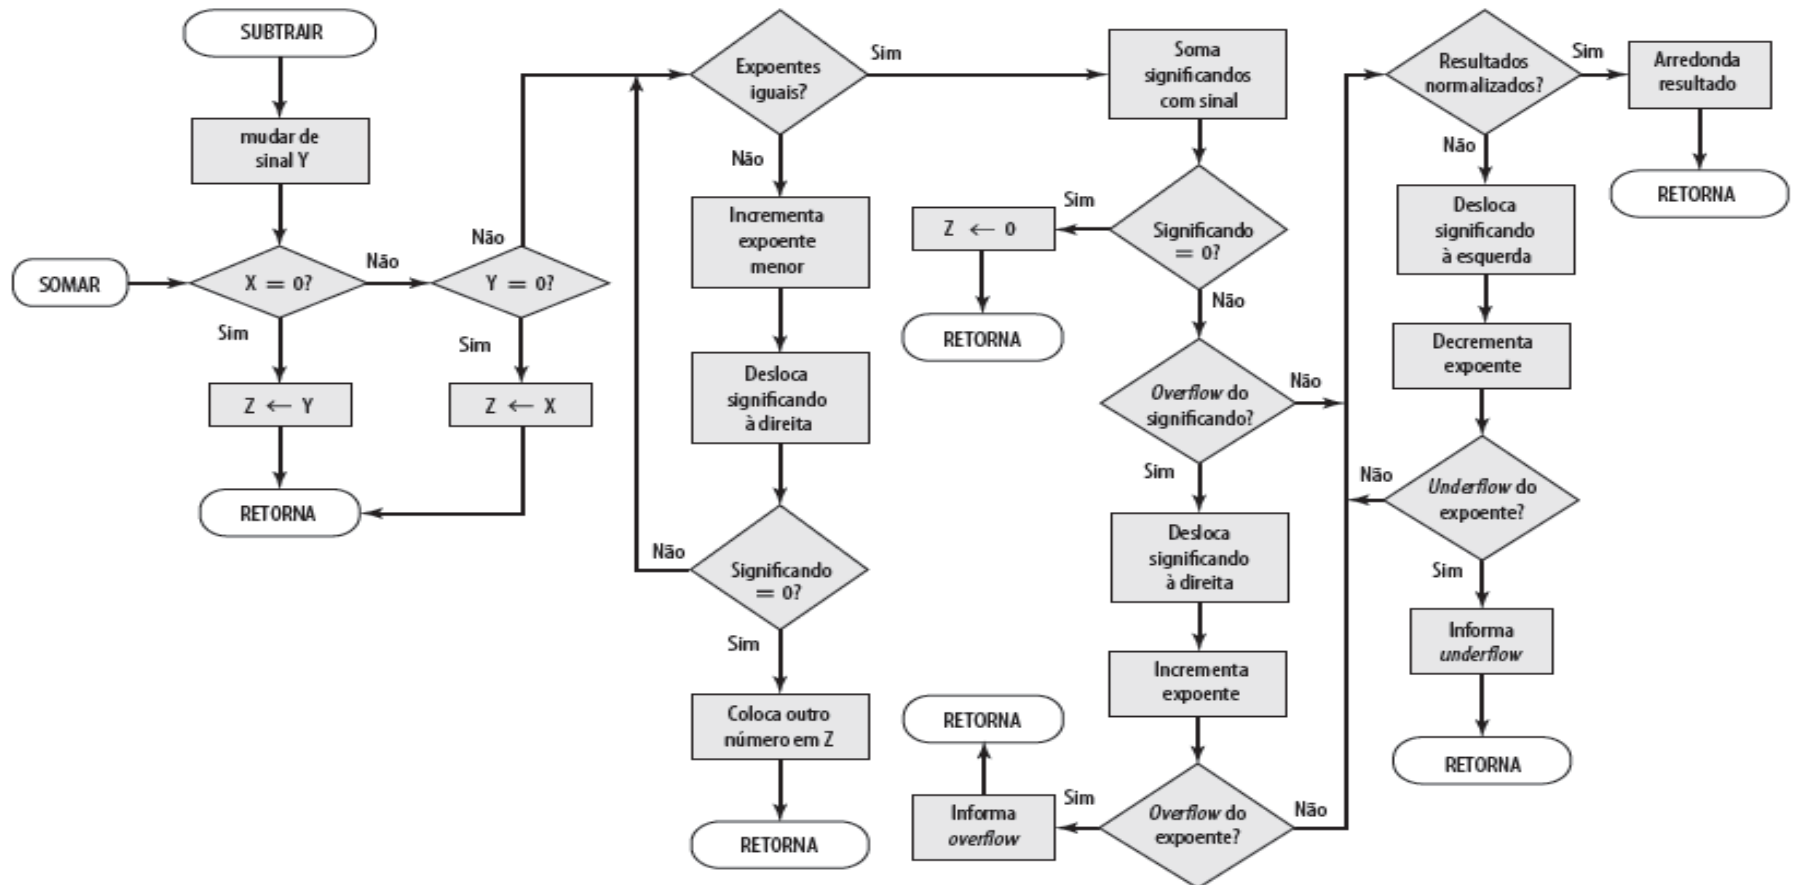 SUBTRAIR
mudar de
sinal Y
SOMAR
X = 0?
Não
Sim
Z ← Y
RETORNA
Y = 0?
Não
Sim
Z ← X
Expoentes
iguais?
Sim
Não
Incrementa
expoente
menor
Desloca
significando
à direita
Significando
= 0?
Não
Sim
Coloca outro
número em Z
RETORNA
Soma
significandos
com sinal
Significando
= 0?
Sim
Z ← 0
RETORNA
Não
Overflow do
significando?
Não
Sim
Desloca
significando
à direita
Incrementa
expoente
Overflow do
expoente?
Sim
Informa
overflow
RETORNA
Não
Resultados
normalizados?
Sim
Arredonda
resultado
RETORNA
Não
Desloca
significando
à esquerda
Decrementa
expoente
Underflow do
expoente?
Não
Sim
Informa
underflow
RETORNA